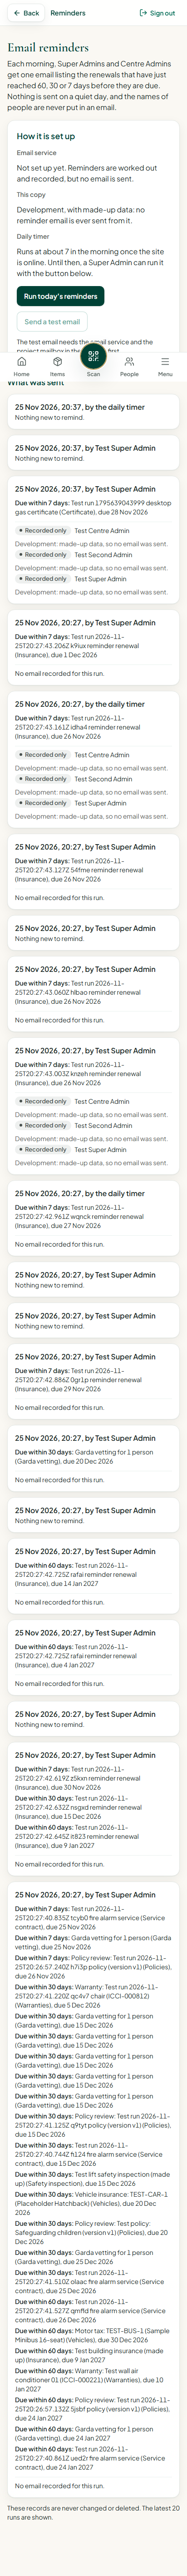 Back
Reminders
Sign out
Email reminders
Each morning, Super Admins and Centre Admins
get one email listing the renewals that have just
reached 60, 30 or 7 days before they are due.
Nothing is sent on a quiet day, and the names of
people are never put in an email.
How it is set up
Email service
Not set up yet. Reminders are worked out
and recorded, but no email is sent.
This copy
Development, with made-up data: no
reminder email is ever sent from it.
Daily timer
Runs at about 7 in the morning once the site
is online. Until then, a Super Admin can run it
with the button below.
Run today's reminders
Send a test email
The test email needs the email service and the
project mailbox
first.
Home
Items
Scan
People
Menu
What was sent
25 Nov 2026, 20:37, by the daily timer
Nothing new to remind.
25 Nov 2026, 20:37, by Test Super Admin
Nothing new to remind.
25 Nov 2026, 20:37, by Test Super Admin
Due within 7 days: Test run 1795639043999 desktop
gas certificate (Certificate), due 28 Nov 2026
Recorded only Test Centre Admin
Development: made-up data, so no email was sent.
Recorded only Test Second Admin
Development: made-up data, so no email was sent.
Recorded only Test Super Admin
Development: made-up data, so no email was sent.
25 Nov 2026, 20:27, by Test Super Admin
Due within 7 days: Test run 2026-11-
25T20:27:43.206Z k9iux reminder renewal
(Insurance), due 1 Dec 2026
No email recorded for this run.
25 Nov 2026, 20:27, by the daily timer
Due within 7 days: Test run 2026-11-
25T20:27:43.161Z idha4 reminder renewal
(Insurance), due 26 Nov 2026
Recorded only Test Centre Admin
Development: made-up data, so no email was sent.
Recorded only Test Second Admin
Development: made-up data, so no email was sent.
Recorded only Test Super Admin
Development: made-up data, so no email was sent.
25 Nov 2026, 20:27, by Test Super Admin
Due within 7 days: Test run 2026-11-
25T20:27:43.127Z 54frne reminder renewal
(Insurance), due 26 Nov 2026
No email recorded for this run.
25 Nov 2026, 20:27, by Test Super Admin
Nothing new to remind.
25 Nov 2026, 20:27, by Test Super Admin
Due within 7 days: Test run 2026-11-
25T20:27:43.060Z hlbao reminder renewal
(Insurance), due 26 Nov 2026
No email recorded for this run.
25 Nov 2026, 20:27, by Test Super Admin
Due within 7 days: Test run 2026-11-
25T20:27:43.003Z knzeh reminder renewal
(Insurance), due 26 Nov 2026
Recorded only Test Centre Admin
Development: made-up data, so no email was sent.
Recorded only Test Second Admin
Development: made-up data, so no email was sent.
Recorded only Test Super Admin
Development: made-up data, so no email was sent.
25 Nov 2026, 20:27, by the daily timer
Due within 7 days: Test run 2026-11-
25T20:27:42.961Z wqnck reminder renewal
(Insurance), due 27 Nov 2026
No email recorded for this run.
25 Nov 2026, 20:27, by Test Super Admin
Nothing new to remind.
25 Nov 2026, 20:27, by Test Super Admin
Nothing new to remind.
25 Nov 2026, 20:27, by Test Super Admin
Due within 7 days: Test run 2026-11-
25T20:27:42.886Z 0gr1p reminder renewal
(Insurance), due 29 Nov 2026
No email recorded for this run.
25 Nov 2026, 20:27, by Test Super Admin
Due within 30 days: Garda vetting for 1 person
(Garda vetting), due 20 Dec 2026
No email recorded for this run.
25 Nov 2026, 20:27, by Test Super Admin
Nothing new to remind.
25 Nov 2026, 20:27, by Test Super Admin
Due within 60 days: Test run 2026-11-
25T20:27:42.725Z rafai reminder renewal
(Insurance), due 14 Jan 2027
No email recorded for this run.
25 Nov 2026, 20:27, by Test Super Admin
Due within 60 days: Test run 2026-11-
25T20:27:42.725Z rafai reminder renewal
(Insurance), due 4 Jan 2027
No email recorded for this run.
25 Nov 2026, 20:27, by Test Super Admin
Nothing new to remind.
25 Nov 2026, 20:27, by Test Super Admin
Due within 7 days: Test run 2026-11-
25T20:27:42.619Z z5kxn reminder renewal
(Insurance), due 30 Nov 2026
Due within 30 days: Test run 2026-11-
25T20:27:42.632Z nsgxd reminder renewal
(Insurance), due 15 Dec 2026
Due within 60 days: Test run 2026-11-
25T20:27:42.645Z it823 reminder renewal
(Insurance), due 9 Jan 2027
No email recorded for this run.
25 Nov 2026, 20:27, by Test Super Admin
Due within 7 days: Test run 2026-11-
25T20:27:40.835Z tcyb0 fire alarm service (Service
contract), due 25 Nov 2026
Due within 7 days: Garda vetting for 1 person (Garda
vetting), due 25 Nov 2026
Due within 7 days: Policy review: Test run 2026-11-
25T20:26:57.240Z h7i3p policy (version v1) (Policies),
due 26 Nov 2026
Due within 30 days: Warranty: Test run 2026-11-
25T20:27:41.220Z qc4v7 chair (ICCI-000812)
(Warranties), due 5 Dec 2026
Due within 30 days: Garda vetting for 1 person
(Garda vetting), due 15 Dec 2026
Due within 30 days: Garda vetting for 1 person
(Garda vetting), due 15 Dec 2026
Due within 30 days: Garda vetting for 1 person
(Garda vetting), due 15 Dec 2026
Due within 30 days: Garda vetting for 1 person
(Garda vetting), due 15 Dec 2026
Due within 30 days: Policy review: Test run 2026-11-
25T20:27:41.125Z q9tyt policy (version v1) (Policies),
due 15 Dec 2026
Due within 30 days: Test run 2026-11-
25T20:27:40.744Z fi124 fire alarm service (Service
contract), due 15 Dec 2026
Due within 30 days: Test lift safety inspection (made
up) (Safety inspection), due 15 Dec 2026
Due within 30 days: Vehicle insurance: TEST-CAR-1
(Placeholder Hatchback) (Vehicles), due 20 Dec
2026
Due within 30 days: Policy review: Test policy:
Safeguarding children (version v1) (Policies), due 20
Dec 2026
Due within 30 days: Garda vetting for 1 person
(Garda vetting), due 25 Dec 2026
Due within 30 days: Test run 2026-11-
25T20:27:41.510Z olaac fire alarm service (Service
contract), due 25 Dec 2026
Due within 60 days: Test run 2026-11-
25T20:27:41.527Z qmffd fire alarm service (Service
contract), due 26 Dec 2026
Due within 60 days: Motor tax: TEST-BUS-1 (Sample
Minibus 16-seat) (Vehicles), due 30 Dec 2026
Due within 60 days: Test building insurance (made
up) (Insurance), due 9 Jan 2027
Due within 60 days: Warranty: Test wall air
conditioner 01 (ICCI-000221) (Warranties), due 10
Jan 2027
Due within 60 days: Policy review: Test run 2026-11-
25T20:26:57.132Z 5jsbf policy (version v1) (Policies),
due 24 Jan 2027
Due within 60 days: Garda vetting for 1 person
(Garda vetting), due 24 Jan 2027
Due within 60 days: Test run 2026-11-
25T20:27:40.861Z ued2r fire alarm service (Service
contract), due 24 Jan 2027
No email recorded for this run.
These records are never changed or deleted. The latest 20
runs are shown.